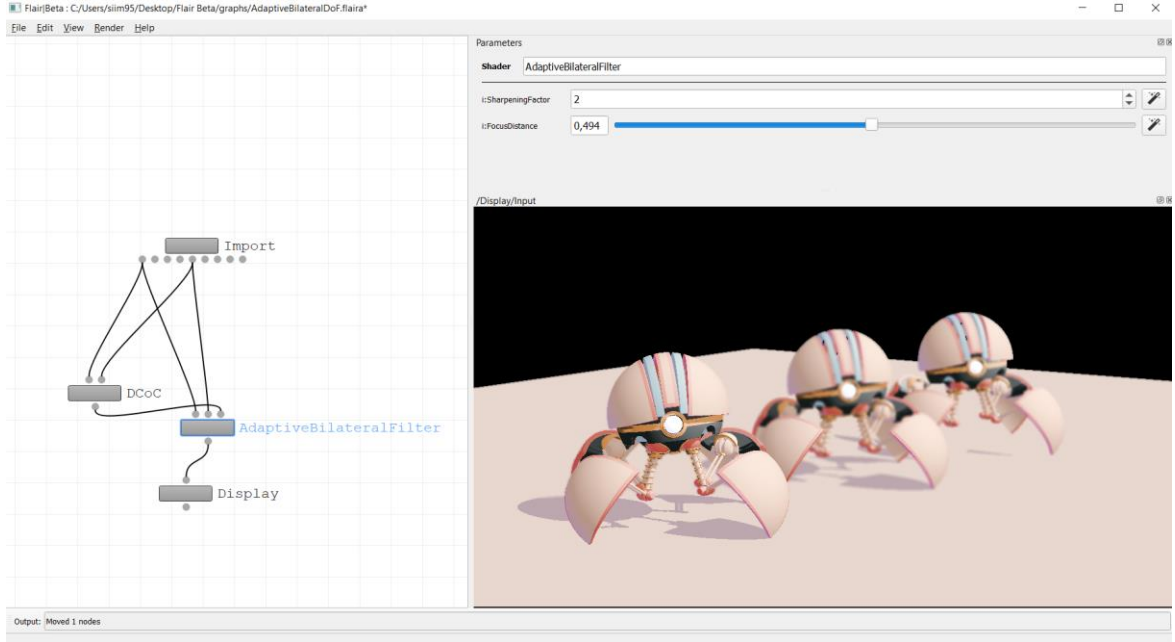 Flair|Beta : C:/Users/siim95/Desktop/Flair Beta/graphs/AdaptiveBilateralDoF.flaira*
File Edit View Render Help
Parameters
Shader AdaptiveBilateralFilter
i:SharpeningFactor 2
i:FocusDistance 0,494
/Display/Input
Import
DCoC
AdaptiveBilateralFilter
Display
Output: Moved 1 nodes